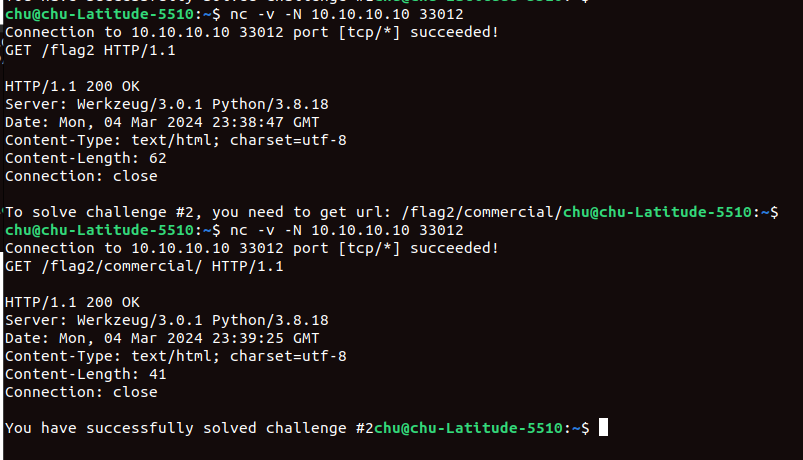 chu@chu-Latitude-5510:~$ nc -v -N 10.10.10.10 33012
Connection to 10.10.10.10 33012 port [tcp/*] succeeded!
GET /flag2 HTTP/1.1
HTTP/1.1 200 OK
Server: Werkzeug/3.0.1 Python/3.8.18
Date: Mon, 04 Mar 2024 23:38:47 GMT
Content-Type: text/html; charset=utf-8
Content-Length: 62
Connection: close
To solve challenge #2, you need to get url: /flag2/commercial/chu@chu-Latitude-5510:~$
chu@chu-Latitude-5510:~$ nc -v -N 10.10.10.10 33012
Connection to 10.10.10.10 33012 port [tcp/*] succeeded!
GET /flag2/commercial/ HTTP/1.1
HTTP/1.1 200 OK
Server: Werkzeug/3.0.1 Python/3.8.18
Date: Mon, 04 Mar 2024 23:39:25 GMT
Content-Type: text/html; charset=utf-8
Content-Length: 41
Connection: close
You have successfully solved challenge #2chu@chu-Latitude-5510:~$